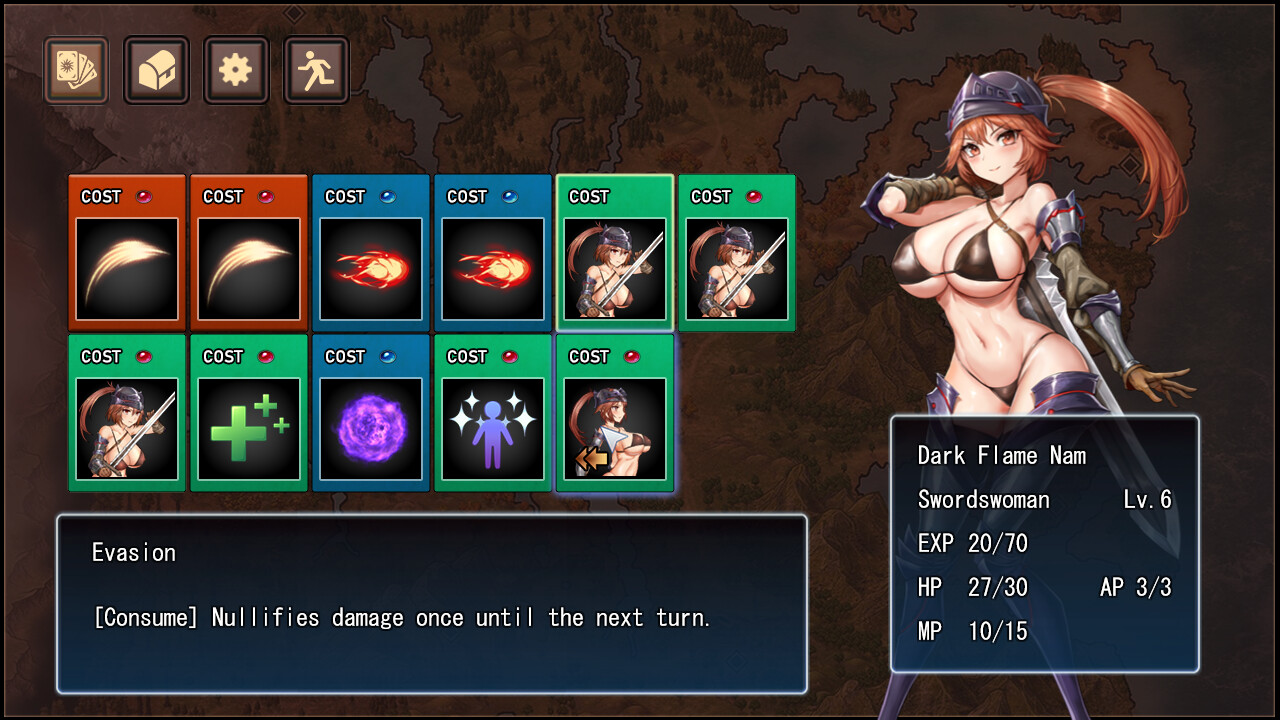 COST COST COST COST COST COST
COST COST COST COST COST
Evasion
[Consume] Nullifies damage once until the next turn.
Dark Flame Nam
Swordswoman Lv.6
EXP 20/70
HP 27/30 AP 3/3
MP 10/15